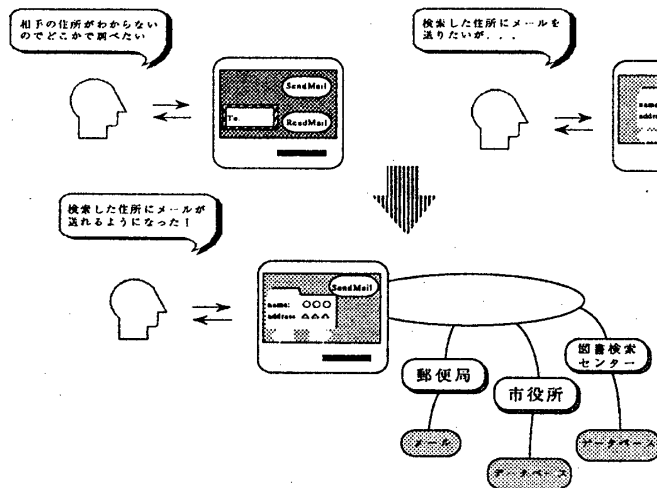 相手の住所がわからない
のでどこかで調べたい
検索した住所にメールを
送りたいが．．．
SendMail
To.
ReadMail
name
addre
検索した住所にメールが
送れるようになった！
SendMail
name: ○○○
address △△△
郵便局
市役所
図書検索
センター
メール
データベース
データベース